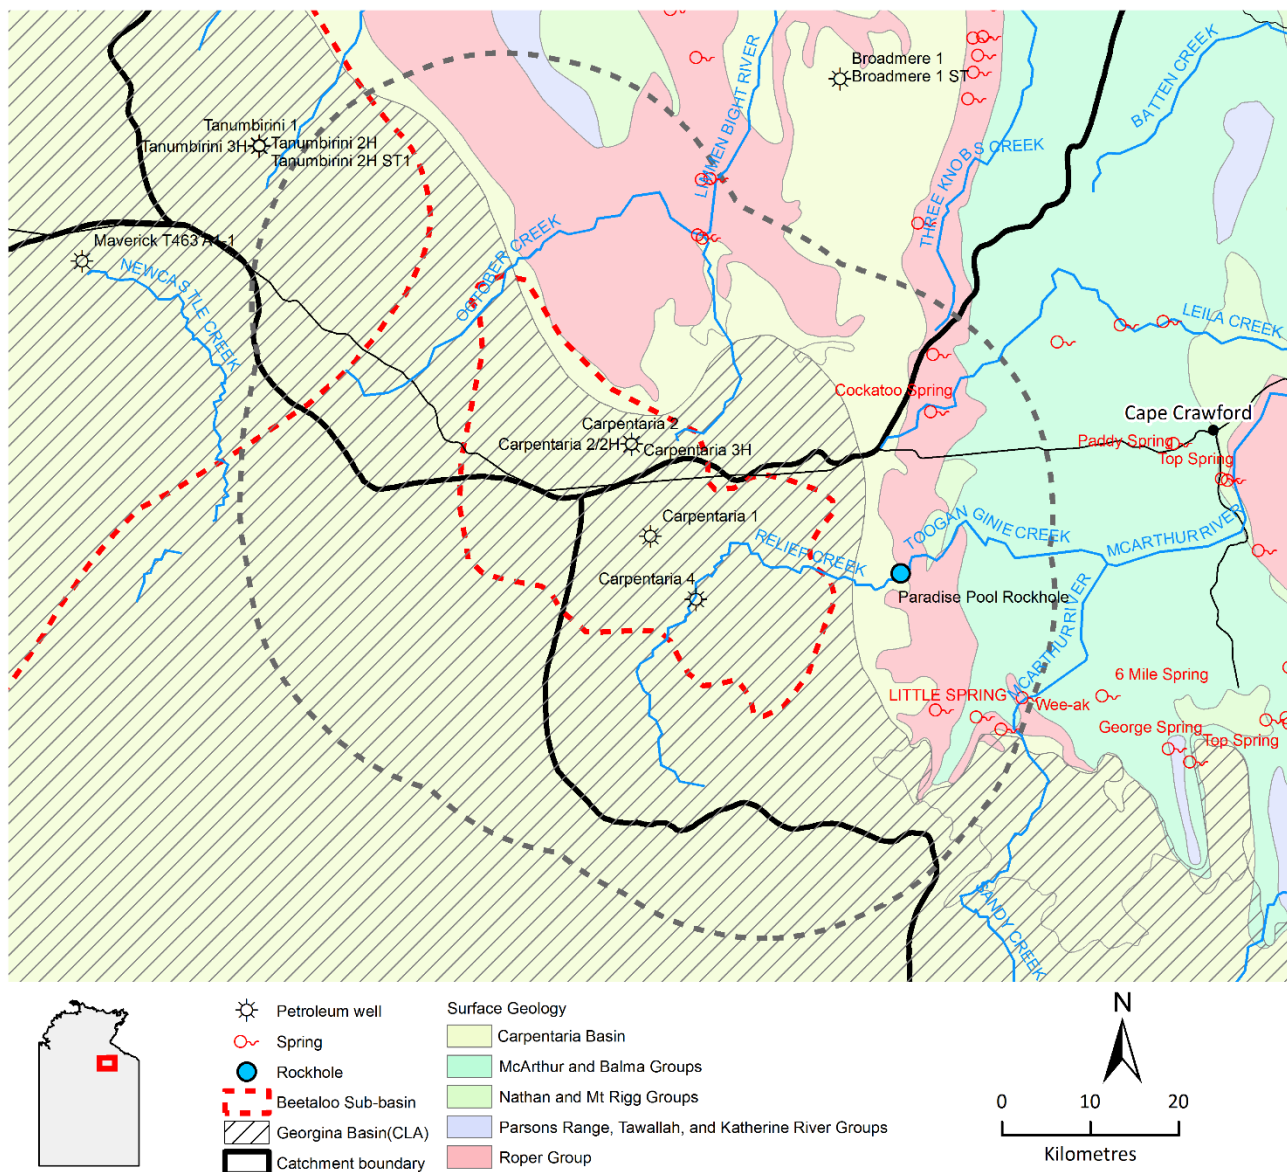 Broadmere 1
Broadmere 1 ST
LIMMEN BIGHT RIVER
BATTEN CREEK
Tanumbirini 1
Tanumbirini 3H
Tanumbirini 2H
Tanumbirini 2H ST1
THREE KNOBS CREEK
Maverick T463 A1-1
NEWCASTLE CREEK
OCTOBER CREEK
LEILA CREEK
Cockatoo Spring
Cape Crawford
Carpentaria 2
Carpentaria 2/2H
Carpentaria 3H
Paddy Spring
Top Spring
Carpentaria 1
RELIEF CREEK
TOOGAN GINIE CREEK
MCARTHUR RIVER
Carpentaria 4
Paradise Pool Rockhole
MCARTHUR RIVER
6 Mile Spring
LITTLE SPRING
Wee-ak
George Spring
Top Spring
SANDY CREEK
Petroleum well
Spring
Rockhole
Beetaloo Sub-basin
Georgina Basin(CLA)
Catchment boundary
Surface Geology
Carpentaria Basin
McArthur and Balma Groups
Nathan and Mt Rigg Groups
Parsons Range, Tawallah, and Katherine River Groups
Roper Group
N
0 10 20
Kilometres